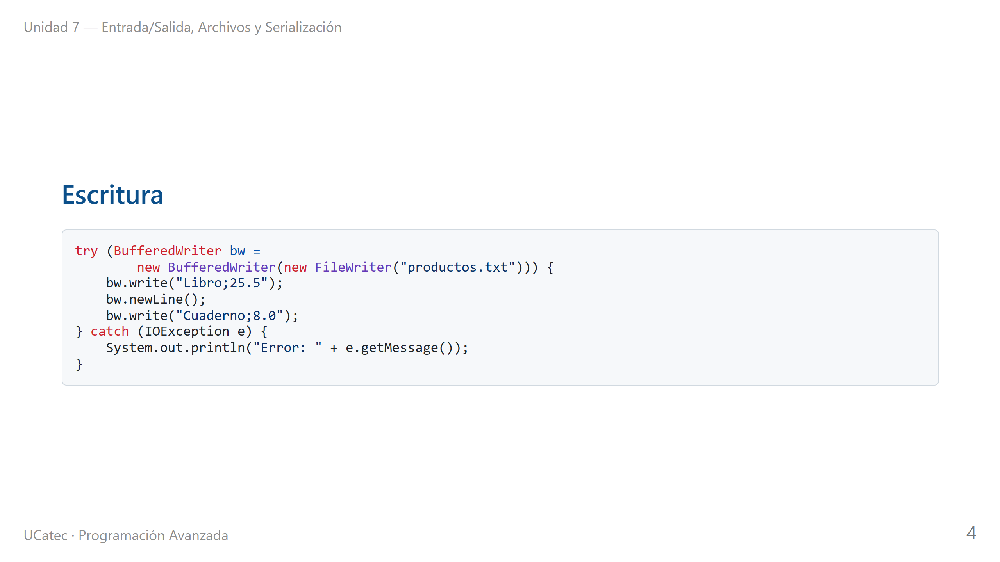 Unidad 7 — Entrada/Salida, Archivos y Serialización
Escritura
try (BufferedWriter bw =
        new BufferedWriter(new FileWriter("productos.txt"))) {
    bw.write("Libro;25.5");
    bw.newLine();
    bw.write("Cuaderno;8.0");
} catch (IOException e) {
    System.out.println("Error: " + e.getMessage());
}
UCatec · Programación Avanzada
4